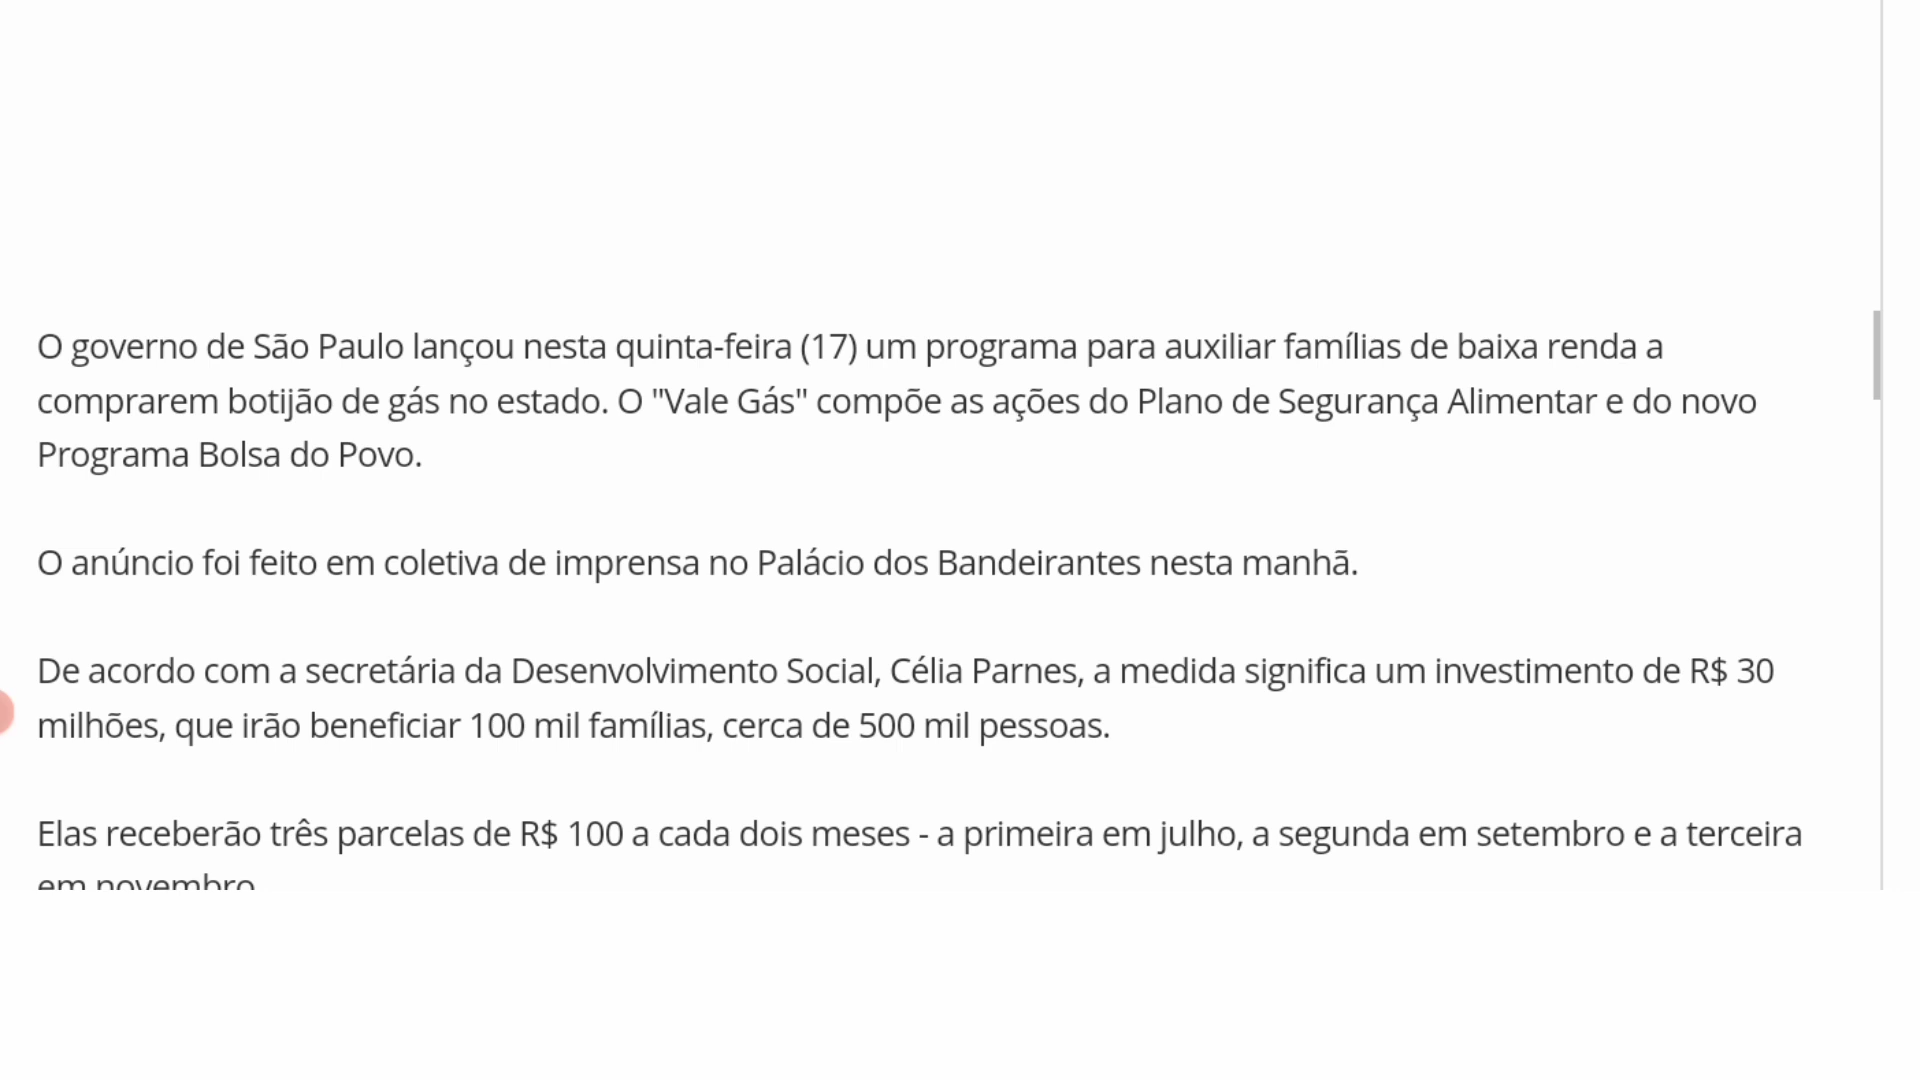 O governo de São Paulo lançou nesta quinta-feira (17) um programa para auxiliar famílias de baixa renda a
comprarem botijão de gás no estado. O "Vale Gás" compõe as ações do Plano de Segurança Alimentar e do novo
Programa Bolsa do Povo.
O anúncio foi feito em coletiva de imprensa no Palácio dos Bandeirantes nesta manhã.
De acordo com a secretária da Desenvolvimento Social, Célia Parnes, a medida significa um investimento de R$ 30
milhões, que irão beneficiar 100 mil famílias, cerca de 500 mil pessoas.
Elas receberão três parcelas de R$ 100 a cada dois meses - a primeira em julho, a segunda em setembro e a terceira
em novembro